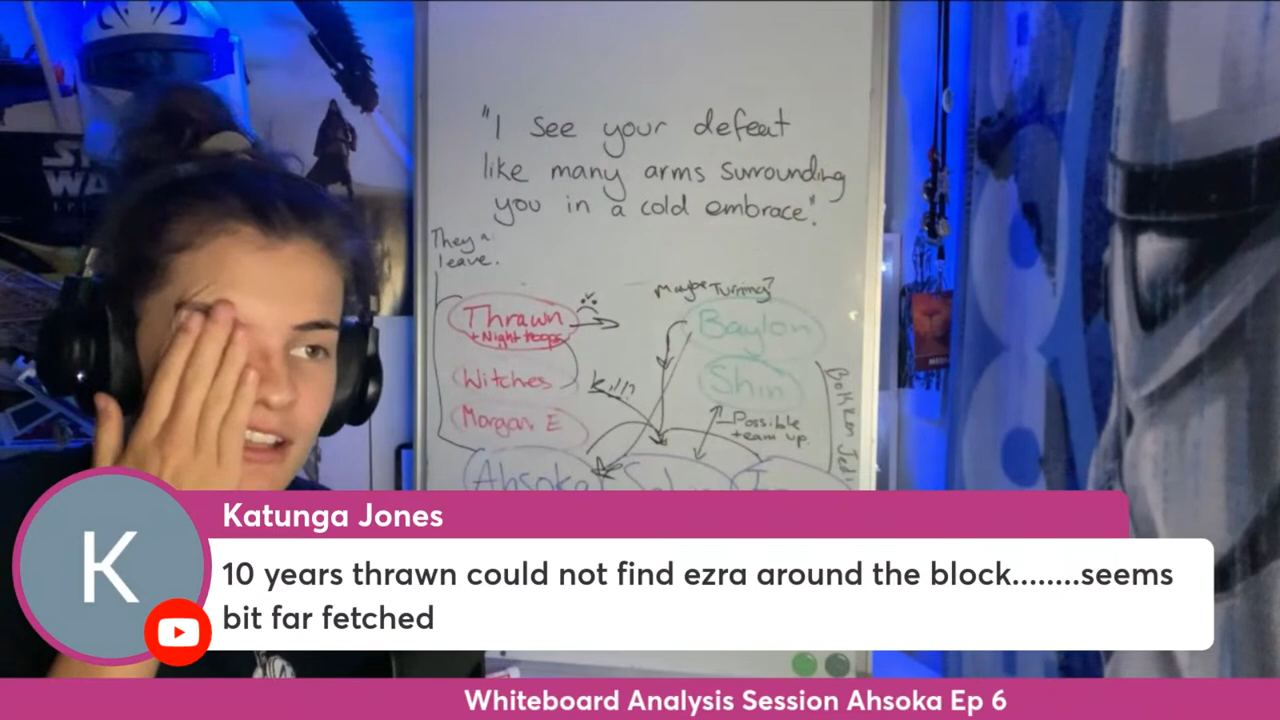 "I see your defeat
like many arms surrounding
you in a cold embrace".
leave.
Maybe Turning?
Thrawn
+Night troops
Baylon
Witches
Kill?
Shin
Morgan E
Possible
team up.
Bokken Jedi
Ahsoka
K
Katunga Jones
10 years thrawn could not find ezra around the block........seems
bit far fetched
Whiteboard Analysis Session Ahsoka Ep 6